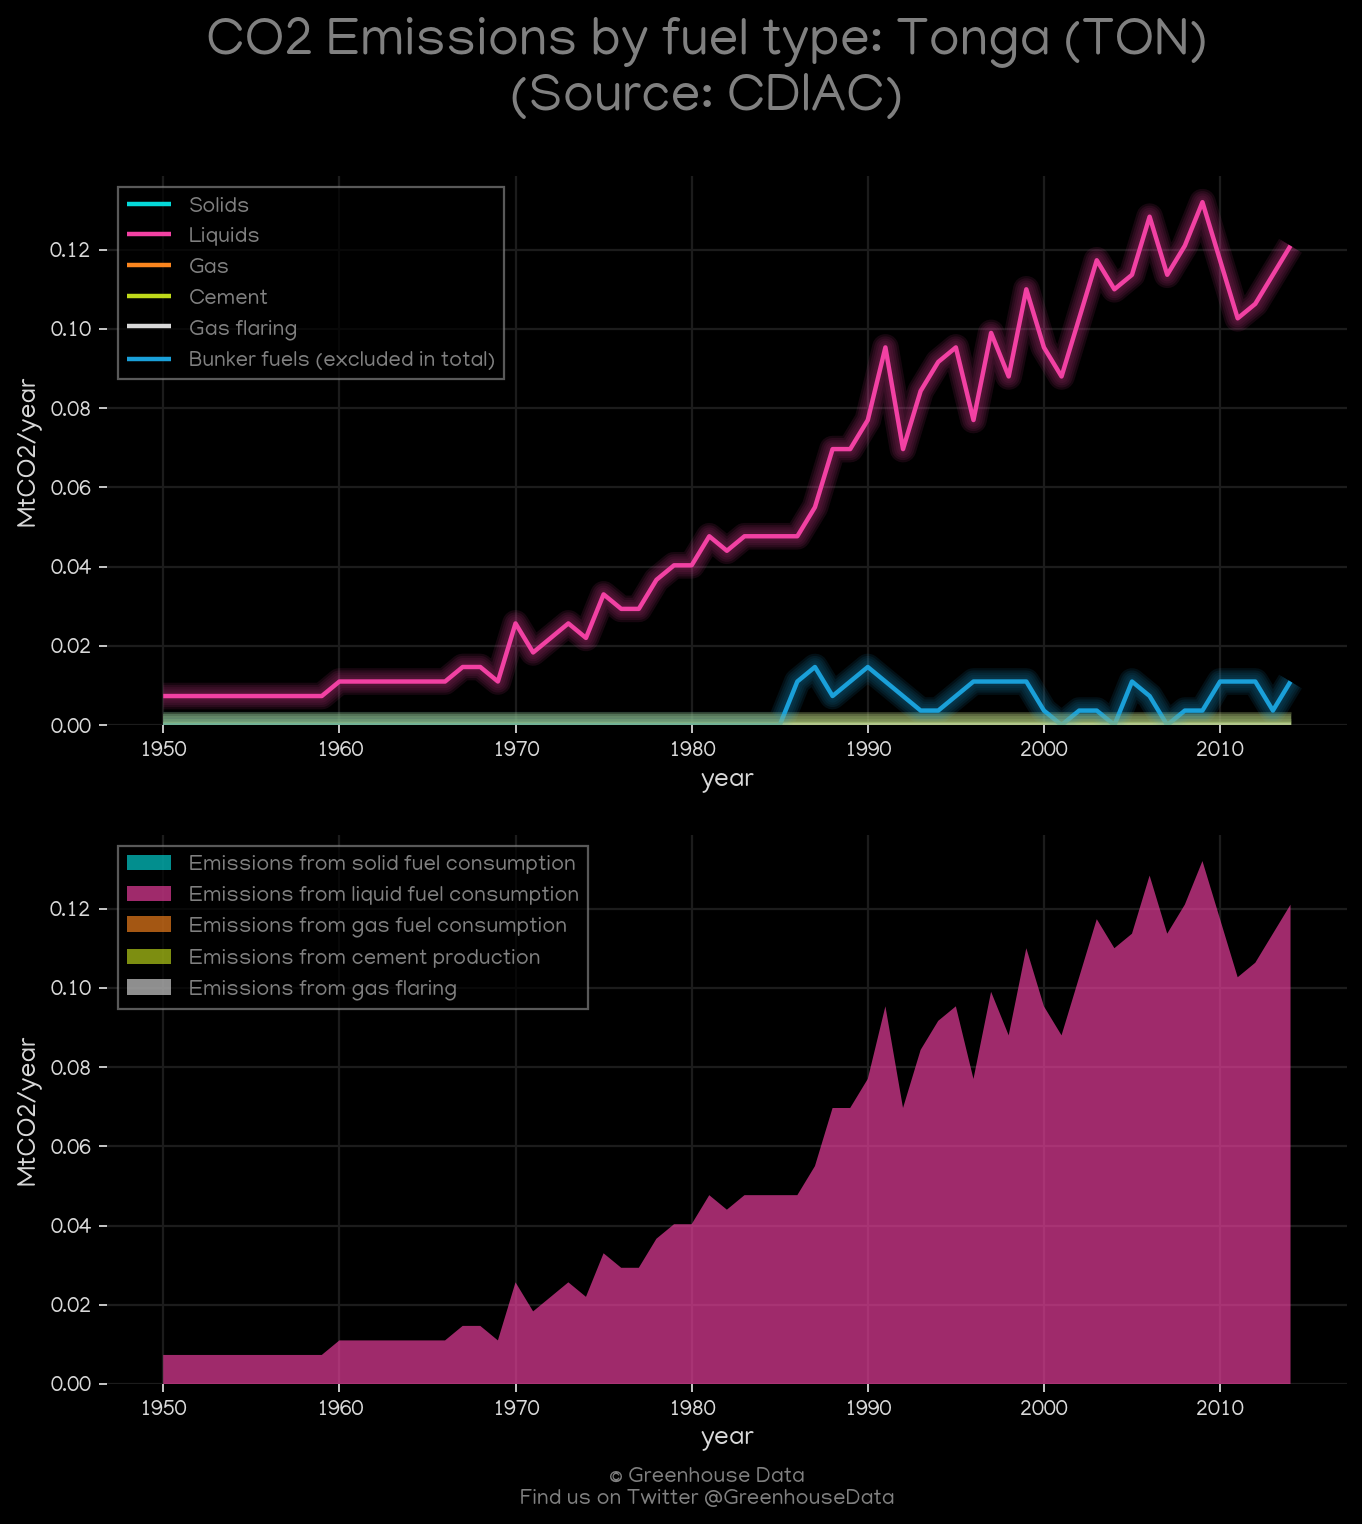 CO2 Emissions by fuel type: Tonga (TON)
(Source: CDIAC)
Solids
Liquids
Gas
Cement
Gas flaring
Bunker fuels (excluded in total)
MtCO2/year
0.12
0.10
0.08
0.06
0.04
0.02
0.00
1950 1960 1970 1980 1990 2000 2010
year
Emissions from solid fuel consumption
Emissions from liquid fuel consumption
Emissions from gas fuel consumption
Emissions from cement production
Emissions from gas flaring
MtCO2/year
0.12
0.10
0.08
0.06
0.04
0.02
0.00
1950 1960 1970 1980 1990 2000 2010
year
© Greenhouse Data
Find us on Twitter @GreenhouseData